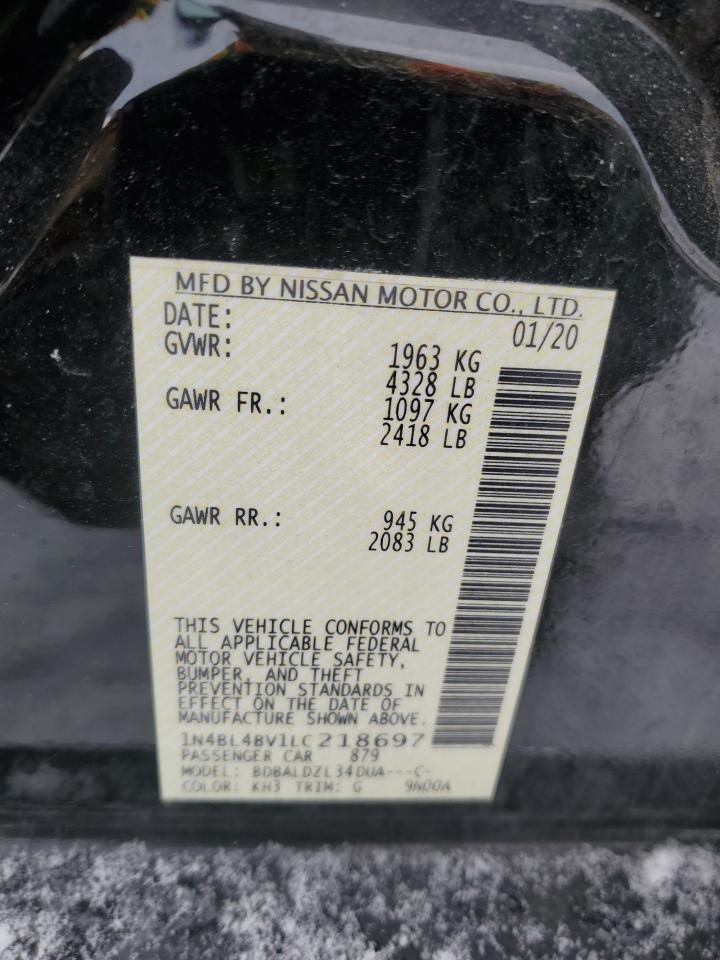 MFD BY NISSAN MOTOR CO., LTD.
DATE: 01/20
GVWR: 1963 KG
4328 LB
GAWR FR.: 1097 KG
2418 LB
GAWR RR.: 945 KG
2083 LB
THIS VEHICLE CONFORMS TO
ALL APPLICABLE FEDERAL
MOTOR VEHICLE SAFETY,
BUMPER, AND THEFT
PREVENTION STANDARDS IN
EFFECT ON THE DATE OF
MANUFACTURE SHOWN ABOVE.
1N4BL4BV1LC218697
PASSENGER CAR 879
MODEL: BDBALDZL34DUA---C-
COLOR: KH3 TRIM: G 9N00A